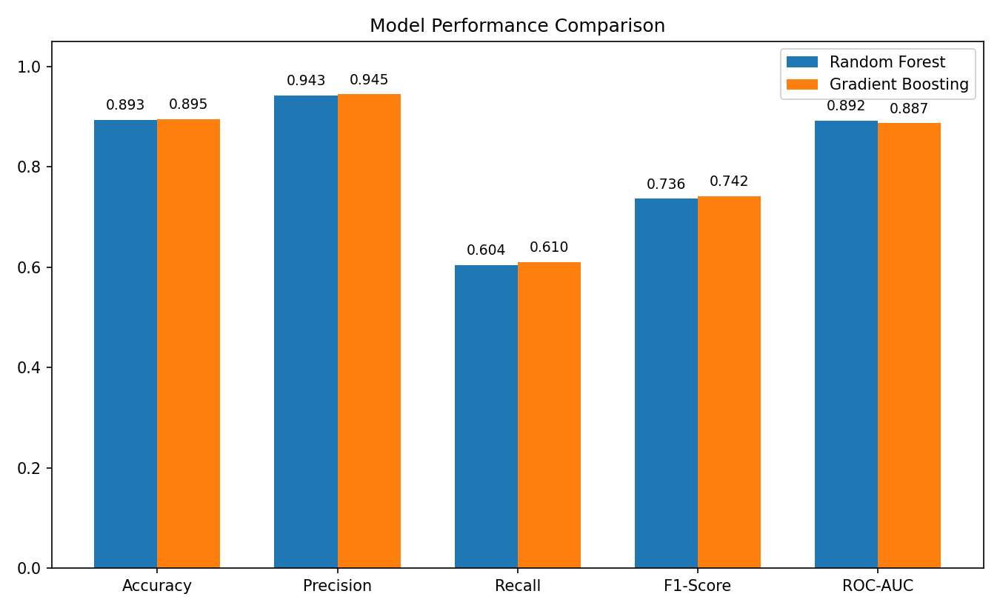 Model Performance Comparison
Random Forest
Gradient Boosting
1.0
0.8
0.6
0.4
0.2
0.0
0.893
0.895
0.943
0.945
0.604
0.610
0.736
0.742
0.892
0.887
Accuracy
Precision
Recall
F1-Score
ROC-AUC